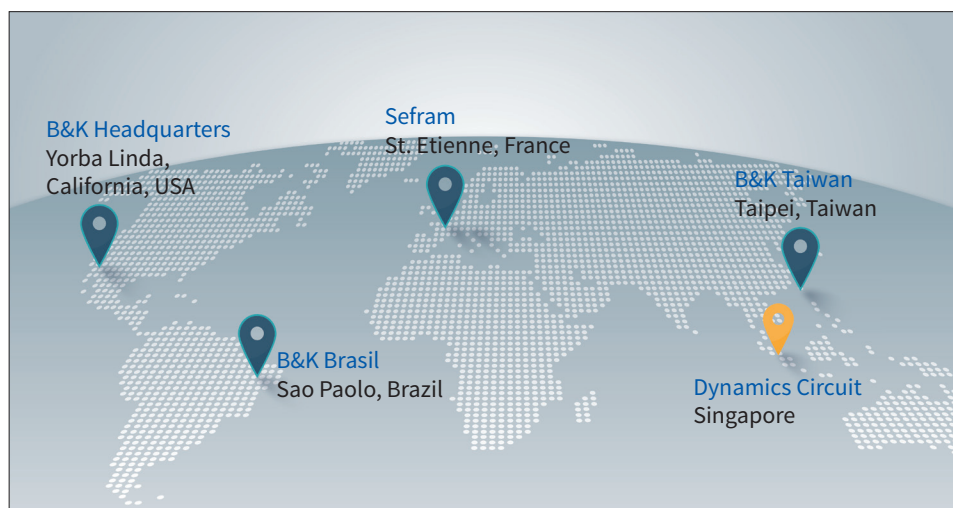 B&K Headquarters
Yorba Linda,
California, USA
Sefram
St. Etienne, France
B&K Taiwan
Taipei, Taiwan
B&K Brasil
Sao Paolo, Brazil
Dynamics Circuit
Singapore